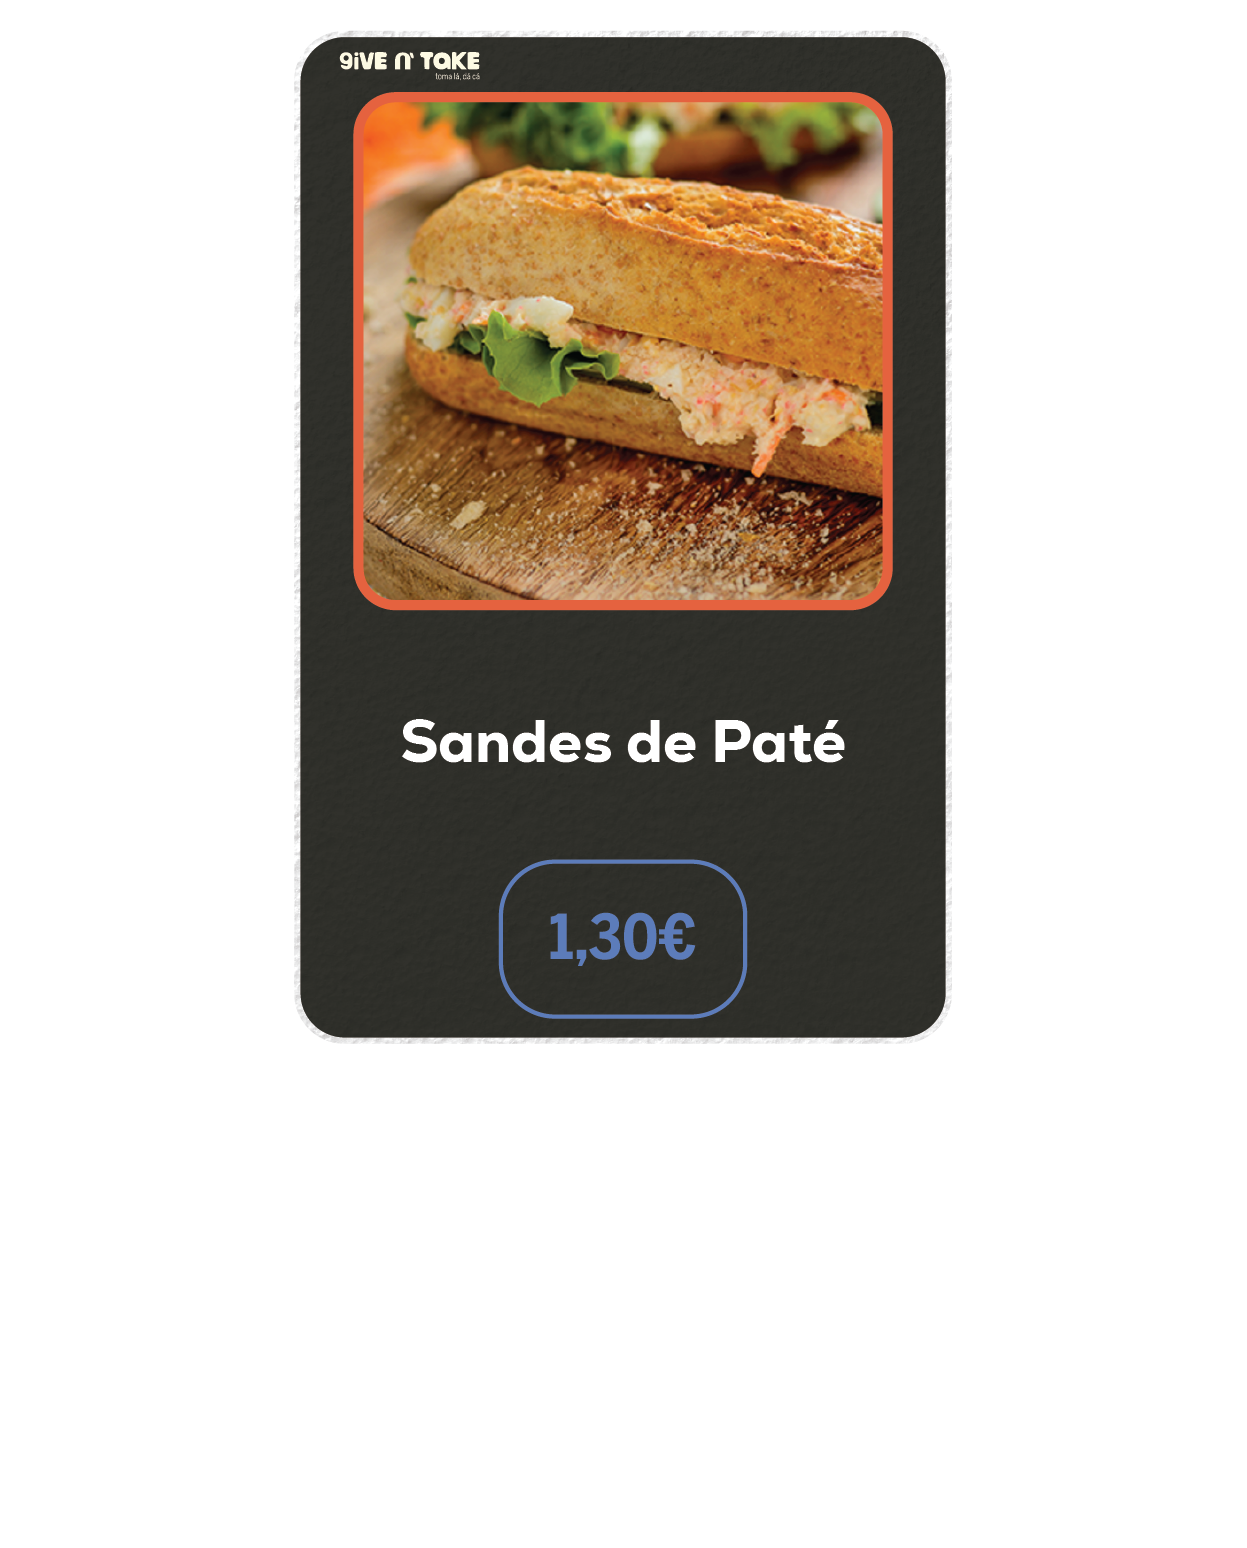 giVE n' TaKE
toma lá, dá cá
Sandes de Paté
1,30€